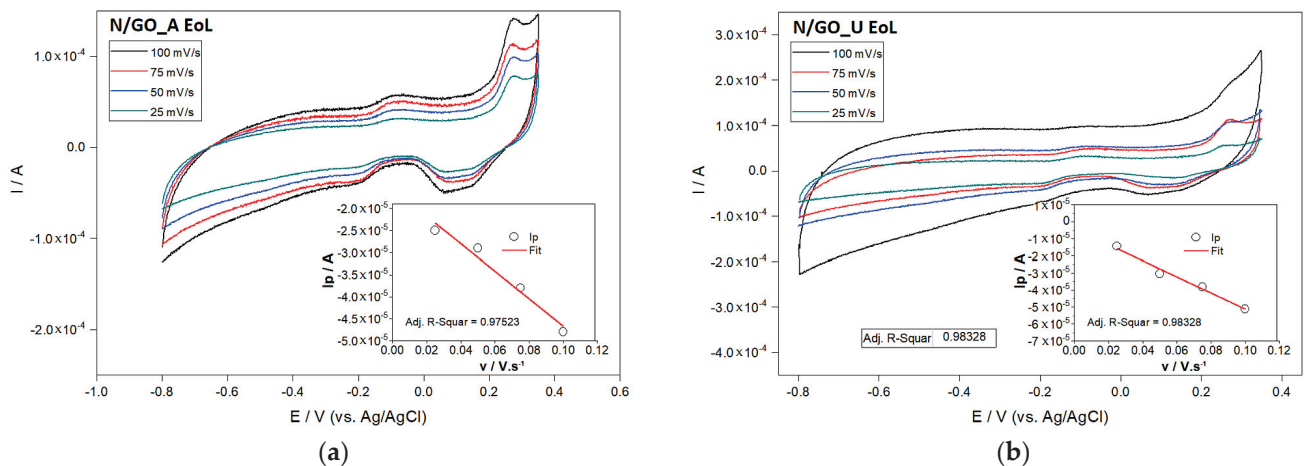 N/GO_A EoL
100 mV/s
75 mV/s
50 mV/s
25 mV/s
1.0x10⁻⁴
0.0
-1.0x10⁻⁴
-2.0x10⁻⁴
I / A
-1.0 -0.8 -0.6 -0.4 -0.2 0.0 0.2 0.4 0.6
E / V (vs. Ag/AgCl)
-2.0x10⁻⁵
-2.5x10⁻⁵
-3.0x10⁻⁵
-3.5x10⁻⁵
-4.0x10⁻⁵
-4.5x10⁻⁵
-5.0x10⁻⁵
Ip / A
Ip
Fit
Adj. R-Squar = 0.97523
0.00 0.02 0.04 0.06 0.08 0.10 0.12
v / V.s⁻¹
(a)
N/GO_U EoL
100 mV/s
75 mV/s
50 mV/s
25 mV/s
3.0x10⁻⁴
2.0x10⁻⁴
1.0x10⁻⁴
0.0
-1.0x10⁻⁴
-2.0x10⁻⁴
-3.0x10⁻⁴
-4.0x10⁻⁴
I / A
-0.8 -0.6 -0.4 -0.2 0.0 0.2 0.4
E / V (vs. Ag/AgCl)
1x10⁻⁵
0
-1x10⁻⁵
-2x10⁻⁵
-3x10⁻⁵
-4x10⁻⁵
-5x10⁻⁵
-6x10⁻⁵
-7x10⁻⁵
Ip / A
Ip
Fit
Adj. R-Squar = 0.98328
0.00 0.02 0.04 0.06 0.08 0.10 0.12
v / V.s⁻¹
Adj. R-Squar 0.98328
(b)